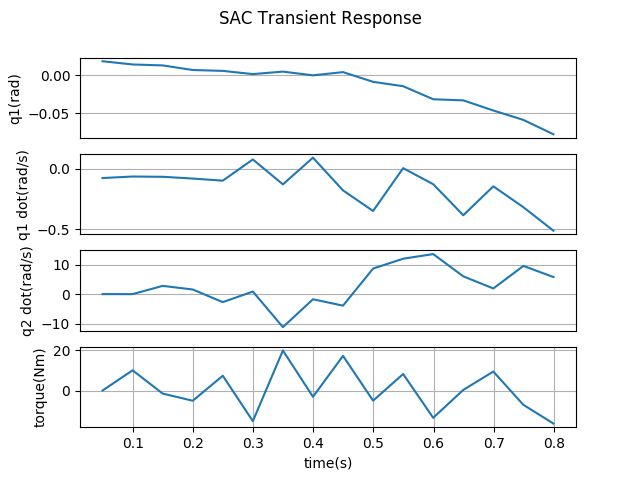 SAC Transient Response
q1(rad)
0.00
−0.05
q1 dot(rad/s)
0.0
−0.5
q2 dot(rad/s)
10
0
−10
torque(Nm)
20
0
0.1 0.2 0.3 0.4 0.5 0.6 0.7 0.8
time(s)